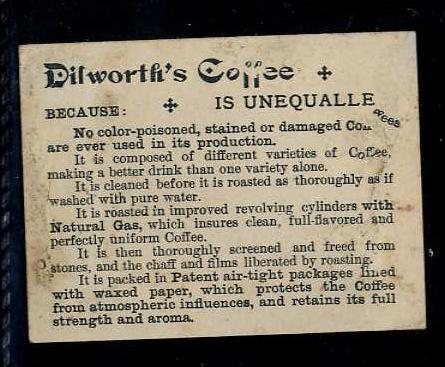 Dilworth's Coffee
BECAUSE: IS UNEQUALLE
No color-poisoned, stained or damaged Co ffees
are ever used in its production.
It is composed of different varieties of Coffee,
making a better drink than one variety alone.
It is cleaned before it is roasted as thoroughly as if
washed with pure water.
It is roasted in improved revolving cylinders with
Natural Gas, which insures clean, full-flavored and
perfectly uniform Coffee.
It is then thoroughly screened and freed from
stones, and the chaff and films liberated by roasting.
It is packed in Patent air-tight packages lined
with waxed paper, which protects the Coffee
from atmospheric influences, and retains its full
strength and aroma.